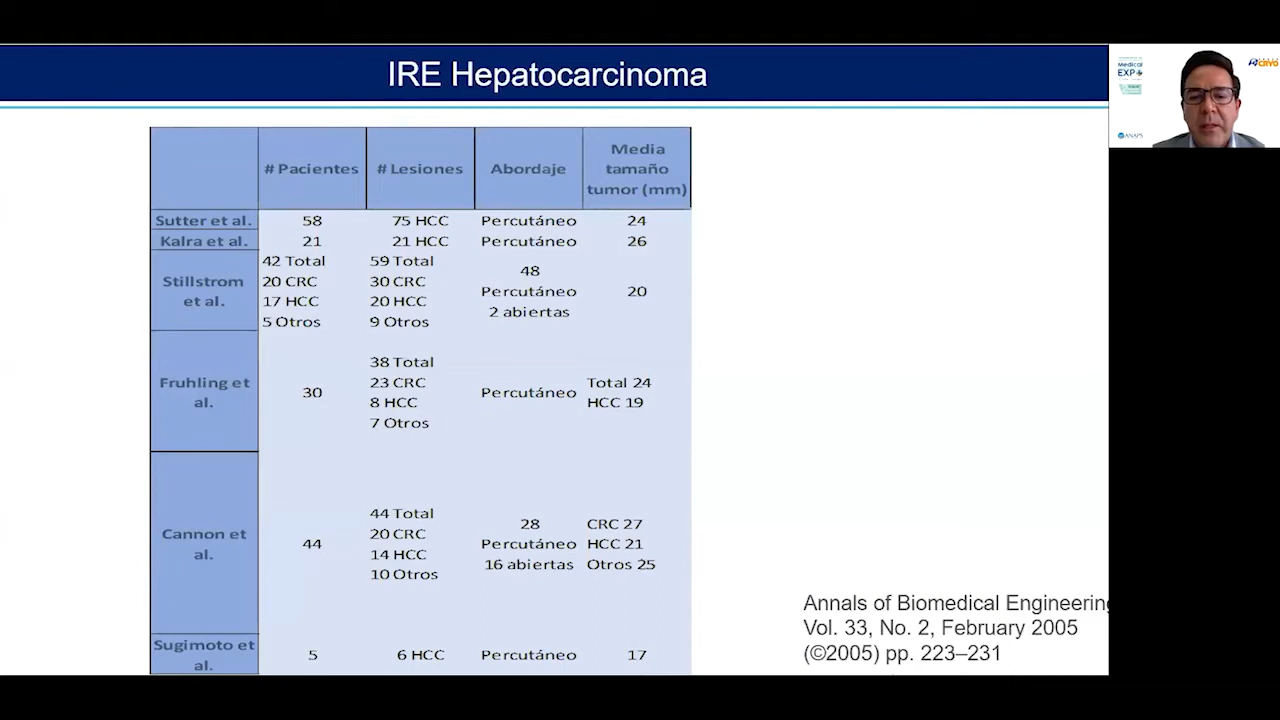 IRE Hepatocarcinoma
# Pacientes
# Lesiones
Abordaje
Media
tamaño
tumor (mm)
Sutter et al.
58
75 HCC
Percutáneo
24
Kalra et al.
21
21 HCC
Percutáneo
26
Stillstrom
et al.
42 Total
20 CRC
17 HCC
5 Otros
59 Total
30 CRC
20 HCC
9 Otros
48
Percutáneo
2 abiertas
20
Fruhling et
al.
30
38 Total
23 CRC
8 HCC
7 Otros
Percutáneo
Total 24
HCC 19
Cannon et
al.
44
44 Total
20 CRC
14 HCC
10 Otros
28
Percutáneo
16 abiertas
CRC 27
HCC 21
Otros 25
Sugimoto et
al.
5
6 HCC
Percutáneo
17
Annals of Biomedical Engineering
Vol. 33, No. 2, February 2005
(©2005) pp. 223–231
Medical
EXP
CRYO
ANAPS